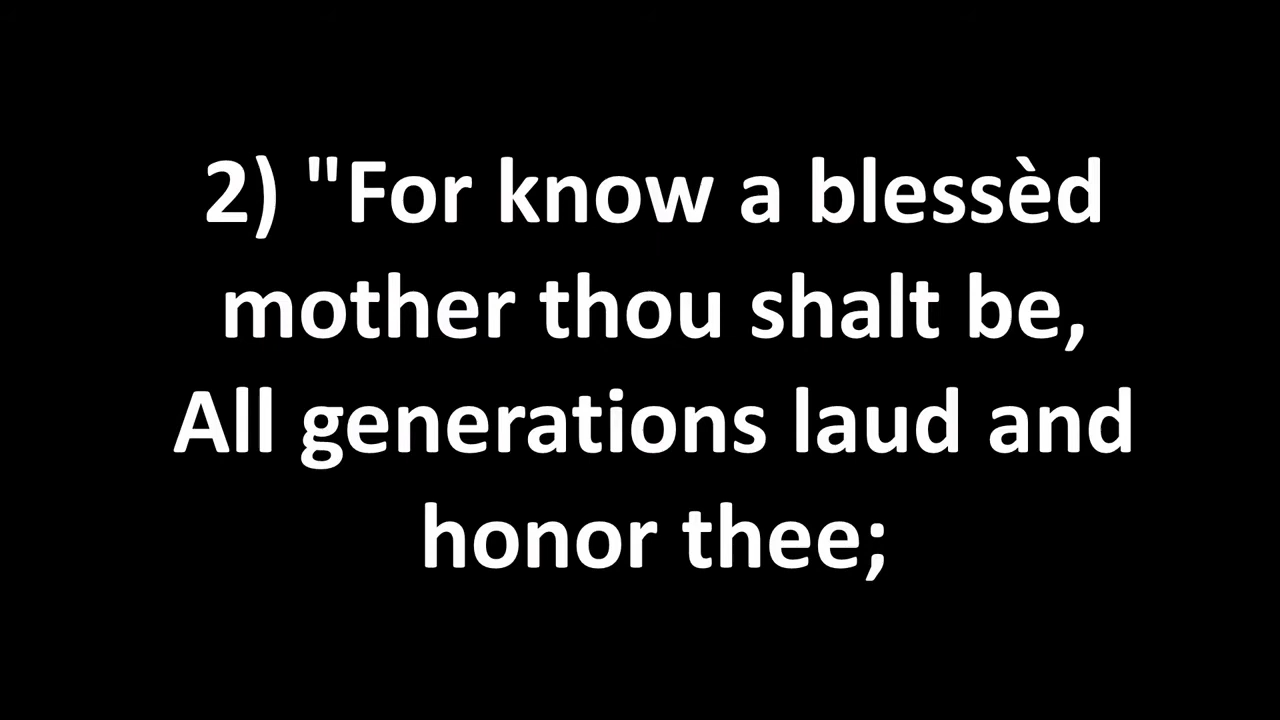 2) "For know a blessèd
mother thou shalt be,
All generations laud and
honor thee;